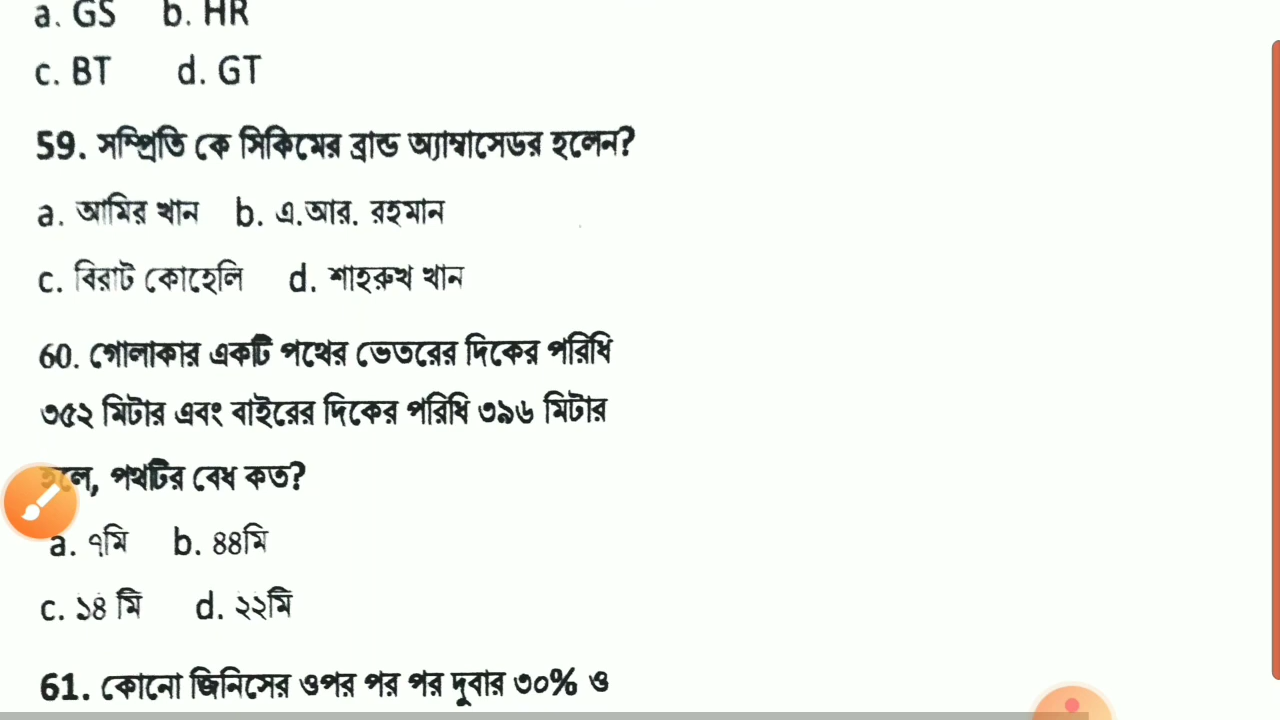 a. GS b. HR
c. BT d. GT
59. সম্প্রিতি কে সিকিমের ব্রান্ড অ্যাম্বাসেডর হলেন?
a. আমির খান b. এ.আর. রহমান
c. বিরাট কোহেলি d. শাহরুখ খান
60. গোলাকার একটি পথের ভেতরের দিকের পরিধি
৩৫২ মিটার এবং বাইরের দিকের পরিধি ৩৯৬ মিটার
হলে, পথটির বেধ কত?
a. ৭মি b. 88মি
c. ১৪ মি d. ২২মি
61. কোনো জিনিসের ওপর পর পর দুবার ৩০% ও